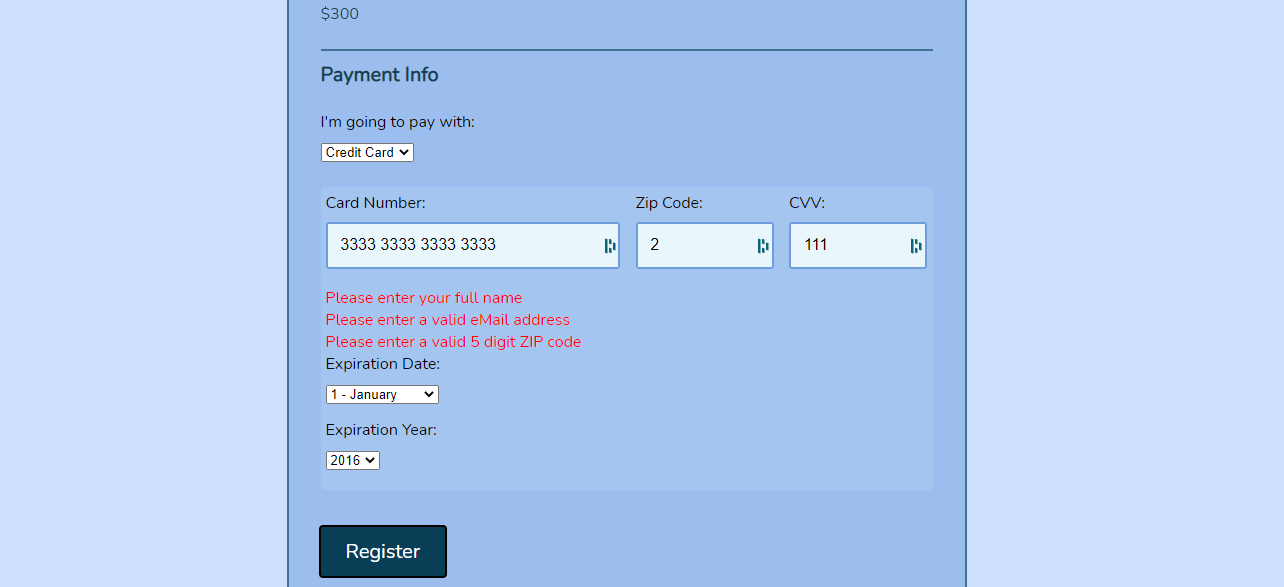 $300
Payment Info
I'm going to pay with:
Credit Card
Card Number: Zip Code: CVV:
3333 3333 3333 3333 2 111
Please enter your full name
Please enter a valid eMail address
Please enter a valid 5 digit ZIP code
Expiration Date:
1 - January
Expiration Year:
2016
Register